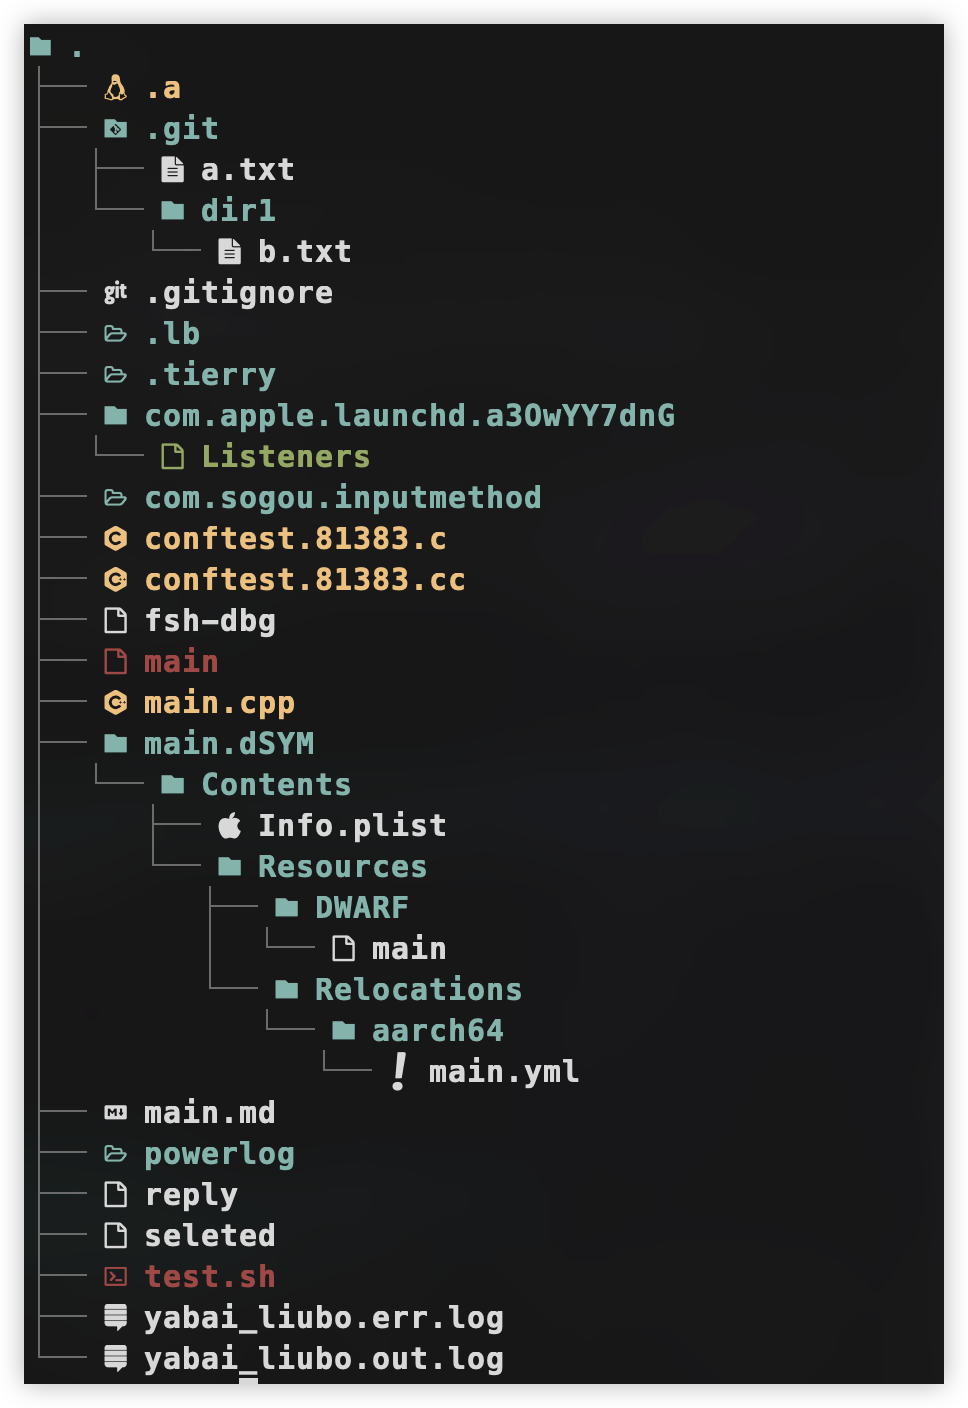 .
.a
.git
a.txt
dir1
b.txt
git .gitignore
.lb
.tierry
com.apple.launchd.a3OwYY7dnG
Listeners
com.sogou.inputmethod
conftest.81383.c
conftest.81383.cc
fsh-dbg
main
main.cpp
main.dSYM
Contents
Info.plist
Resources
DWARF
main
Relocations
aarch64
main.yml
main.md
powerlog
reply
seleted
test.sh
yabai_liubo.err.log
yabai_liubo.out.log